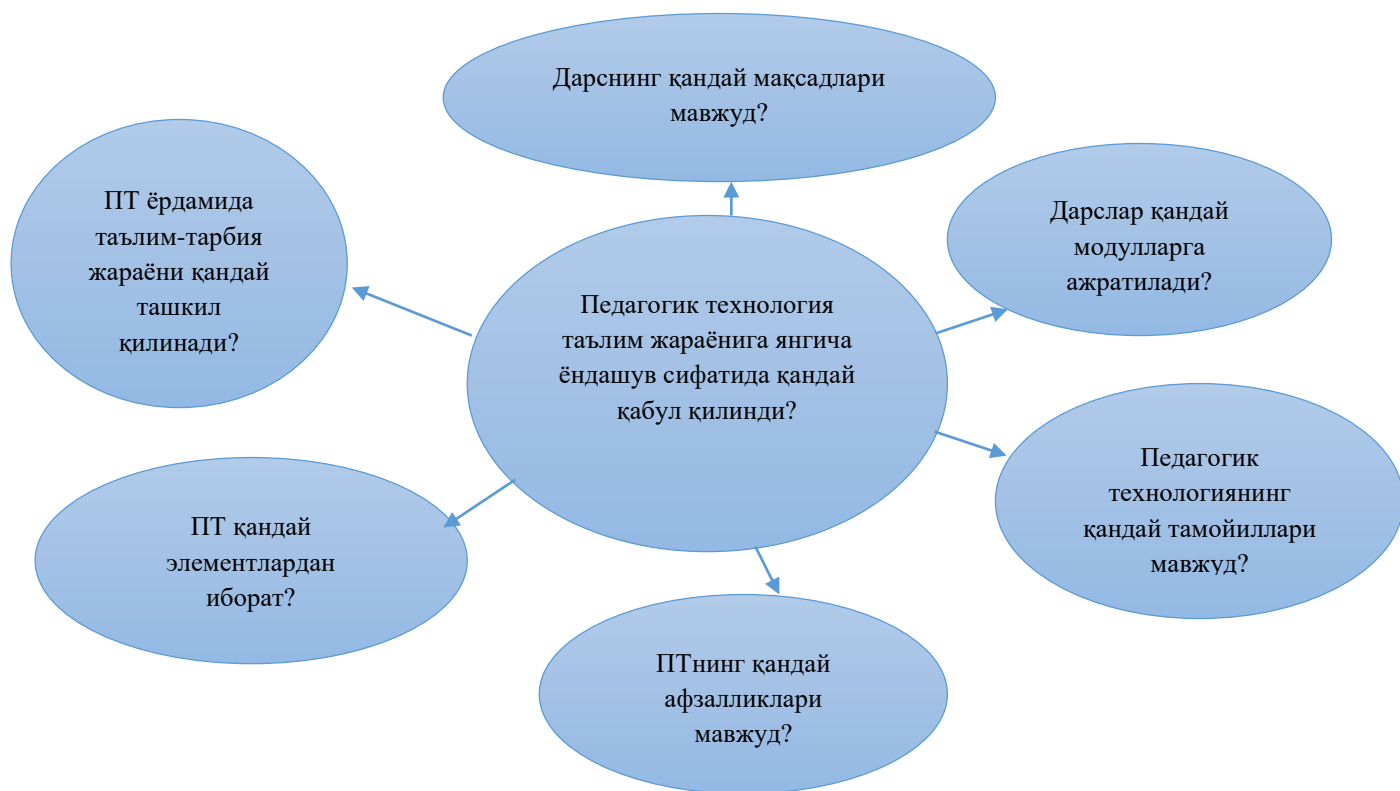 Дарснинг қандай мақсадлари
мавжуд?
ПТ ёрдамида
таълим-тарбия
жараёни қандай
ташкил
қилинади?
Дарслар қандай
модулларга
ажратилади?
Педагогик технология
таълим жараёнига янгича
ёндашув сифатида қандай
қабул қилинди?
Педагогик
технологиянинг
қандай тамойиллари
мавжуд?
ПТ қандай
элементлардан
иборат?
ПТнинг қандай
афзалликлари
мавжуд?